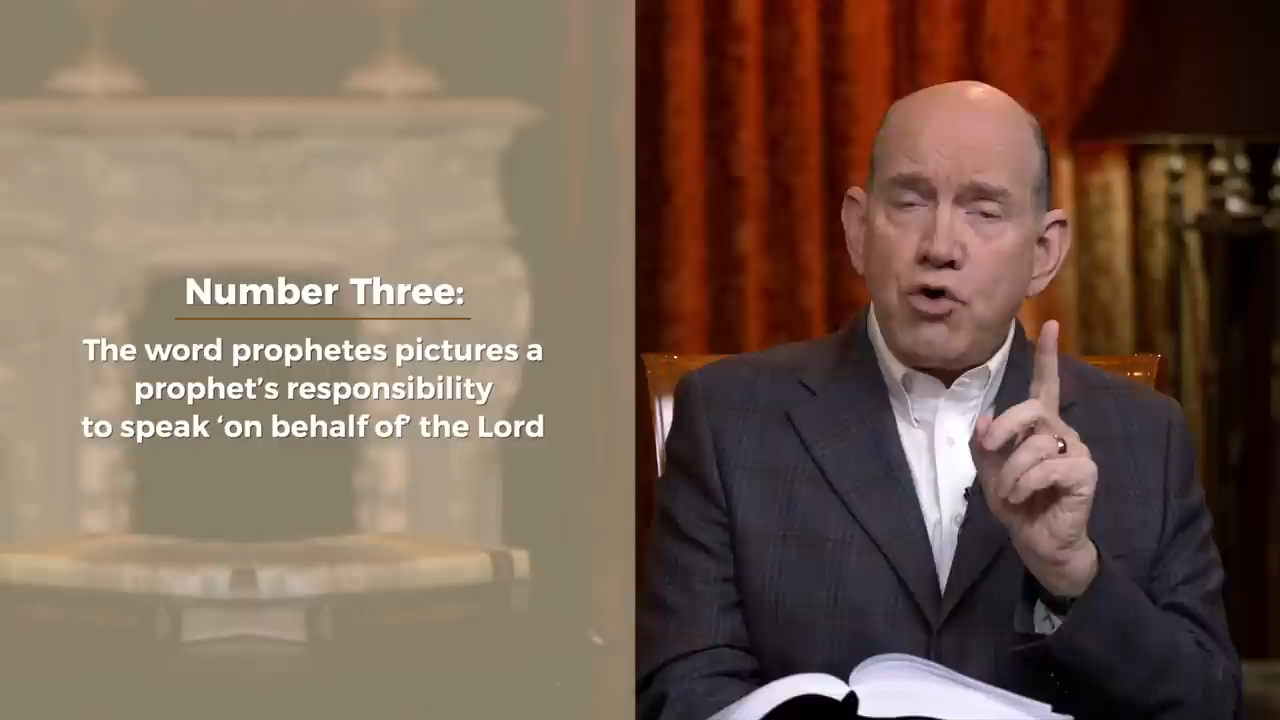 Number Three:
The word prophetes pictures a
prophet's responsibility
to speak 'on behalf of' the Lord